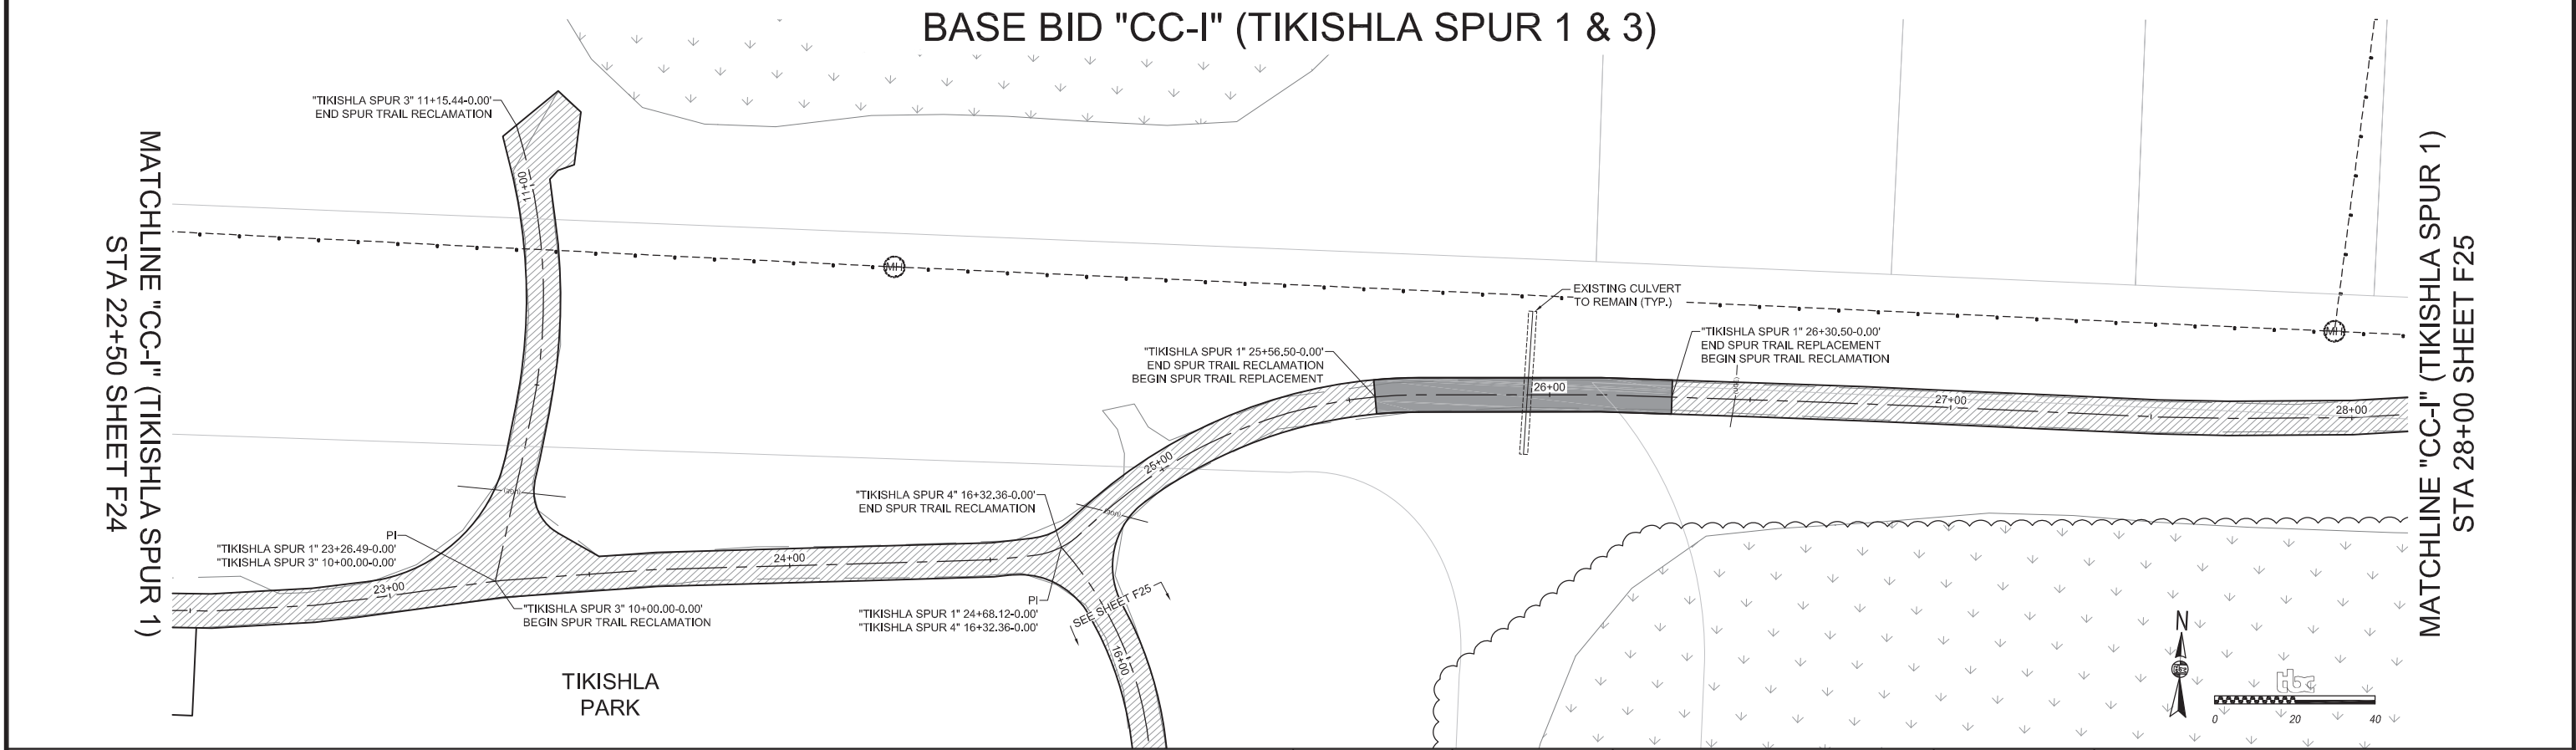 BASE BID "CC-I" (TIKISHLA SPUR 1 & 3)
MATCHLINE "CC-I" (TIKISHLA SPUR 1)
STA 22+50 SHEET F24
"TIKISHLA SPUR 3" 11+15.44-0.00'
END SPUR TRAIL RECLAMATION
11+00
MH
EXISTING CULVERT
TO REMAIN (TYP.)
MH
"TIKISHLA SPUR 1" 25+56.50-0.00'
END SPUR TRAIL RECLAMATION
BEGIN SPUR TRAIL REPLACEMENT
26+00
"TIKISHLA SPUR 1" 26+30.50-0.00'
END SPUR TRAIL REPLACEMENT
BEGIN SPUR TRAIL RECLAMATION
27+00
28+00
25+00
"TIKISHLA SPUR 4" 16+32.36-0.00'
END SPUR TRAIL RECLAMATION
PI
"TIKISHLA SPUR 1" 23+26.49-0.00'
"TIKISHLA SPUR 3" 10+00.00-0.00'
23+00
24+00
"TIKISHLA SPUR 3" 10+00.00-0.00'
BEGIN SPUR TRAIL RECLAMATION
PI
"TIKISHLA SPUR 1" 24+68.12-0.00'
"TIKISHLA SPUR 4" 16+32.36-0.00'
SEE SHEET F25
16+00
TIKISHLA
PARK
N
0 20 40
MATCHLINE "CC-I" (TIKISHLA SPUR 1)
STA 28+00 SHEET F25